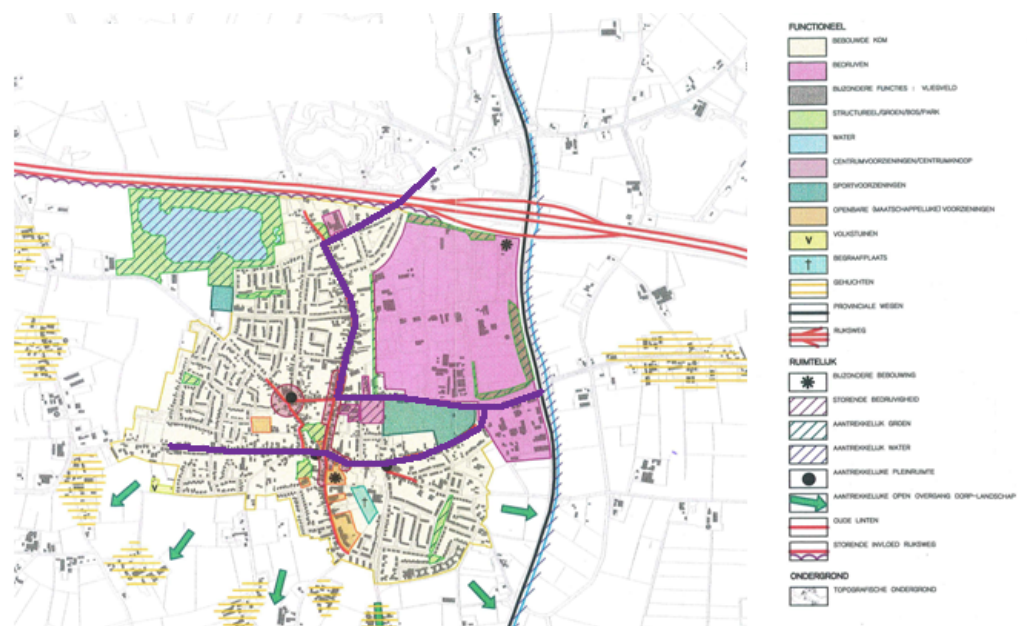 FUNCTIONEEL
BEBOUWDE KOM
BEDRIJVEN
BIJZONDERE FUNCTIES : VLIEGVELD
STRUCTUREEL/GROEN/BOS/PARK
WATER
CENTRUMVOORZIENINGEN/CENTRUMKNOOP
SPORTVOORZIENINGEN
OPENBARE (MAATSCHAPPELIJKE) VOORZIENINGEN
V
VOLKSTUINEN
BEGRAAFPLAATS
GEHUCHTEN
PROVINCIALE WEGEN
RIJKSWEG
RUIMTELIJK
BIJZONDERE BEBOUWING
STORENDE BEDRIJVIGHEID
AANTREKKELIJK GROEN
AANTREKKELIJK WATER
AANTREKKELIJKE PLEINRUIMTE
AANTREKKELIJKE OPEN OVERGANG DORP-LANDSCHAP
OUDE LINTEN
STORENDE INVLOED RIJKSWEG
ONDERGROND
TOPOGRAFISCHE ONDERGROND